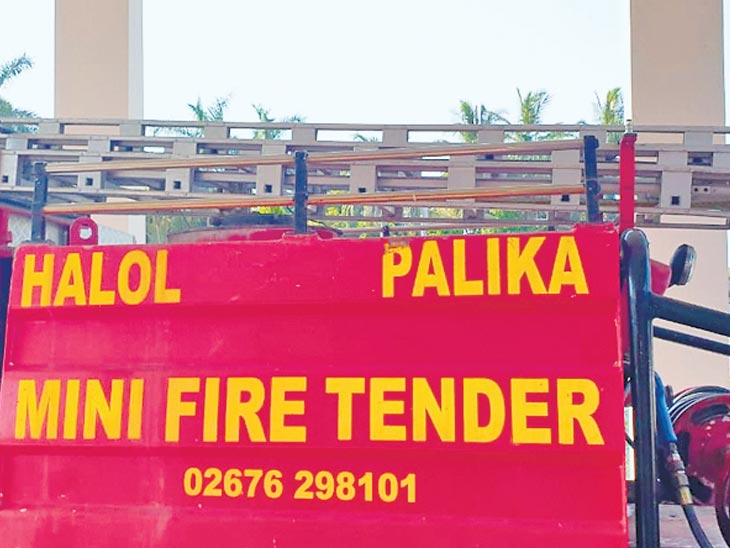 HALOL PALIKA
MINI FIRE TENDER
02676 298101